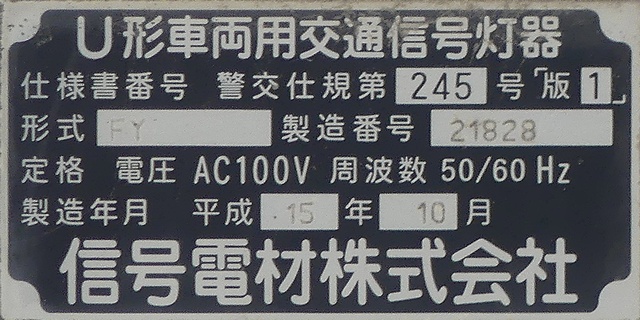 U形車両用交通信号灯器
仕様書番号 警交仕規第 245 号「版1」
形式 FY 製造番号 21828
定格 電圧 AC100V 周波数 50/60 Hz
製造年月 平成 15 年 10 月
信号電材株式会社